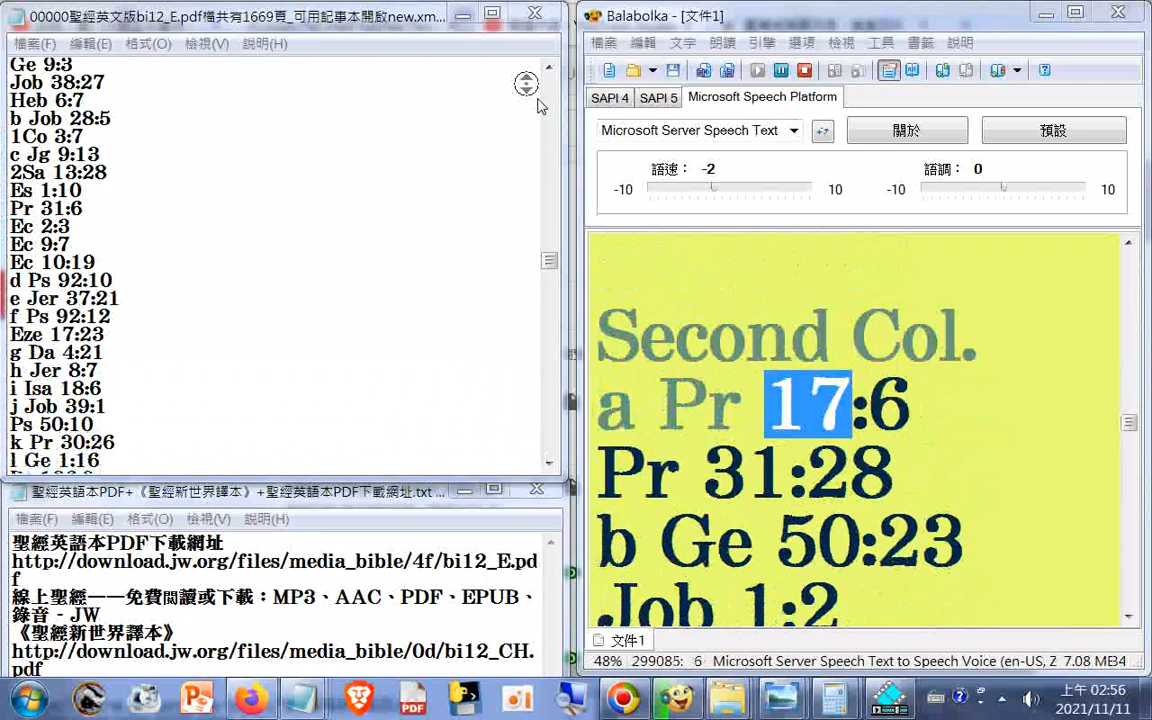 00000聖經英文版bi12_E.pdf檔共有1669頁_可用記事本開啟new.xm...
檔案(F) 編輯(E) 格式(O) 檢視(V) 說明(H)
Ge 9:3
Job 38:27
Heb 6:7
b Job 28:5
1Co 3:7
c Jg 9:13
2Sa 13:28
Es 1:10
Pr 31:6
Ec 2:3
Ec 9:7
Ec 10:19
d Ps 92:10
e Jer 37:21
f Ps 92:12
Eze 17:23
g Da 4:21
h Jer 8:7
i Isa 18:6
j Job 39:1
Ps 50:10
k Pr 30:26
l Ge 1:16
聖經英語本PDF+《聖經新世界譯本》+聖經英語本PDF下載網址.txt ...
檔案(F) 編輯(E) 格式(O) 檢視(V) 說明(H)
聖經英語本PDF下載網址
http://download.jw.org/files/media_bible/4f/bi12_E.pd
f
線上聖經——免費閱讀或下載：MP3、AAC、PDF、EPUB、
錄音 - JW
《聖經新世界譯本》
http://download.jw.org/files/media_bible/0d/bi12_CH.
pdf
Balabolka - [文件1]
檔案 編輯 文字 朗讀 引擎 選項 檢視 工具 書籤 說明
SAPI 4 SAPI 5 Microsoft Speech Platform
Microsoft Server Speech Text 關於 預設
語速： -2 語調： 0
-10 10 -10 10
Second Col.
a Pr 17:6
Pr 31:28
b Ge 50:23
Job 1:2
文件1
48% 299085: 6 Microsoft Server Speech Text to Speech Voice (en-US, Z 7.08 MB34
上午 02:56
2021/11/11